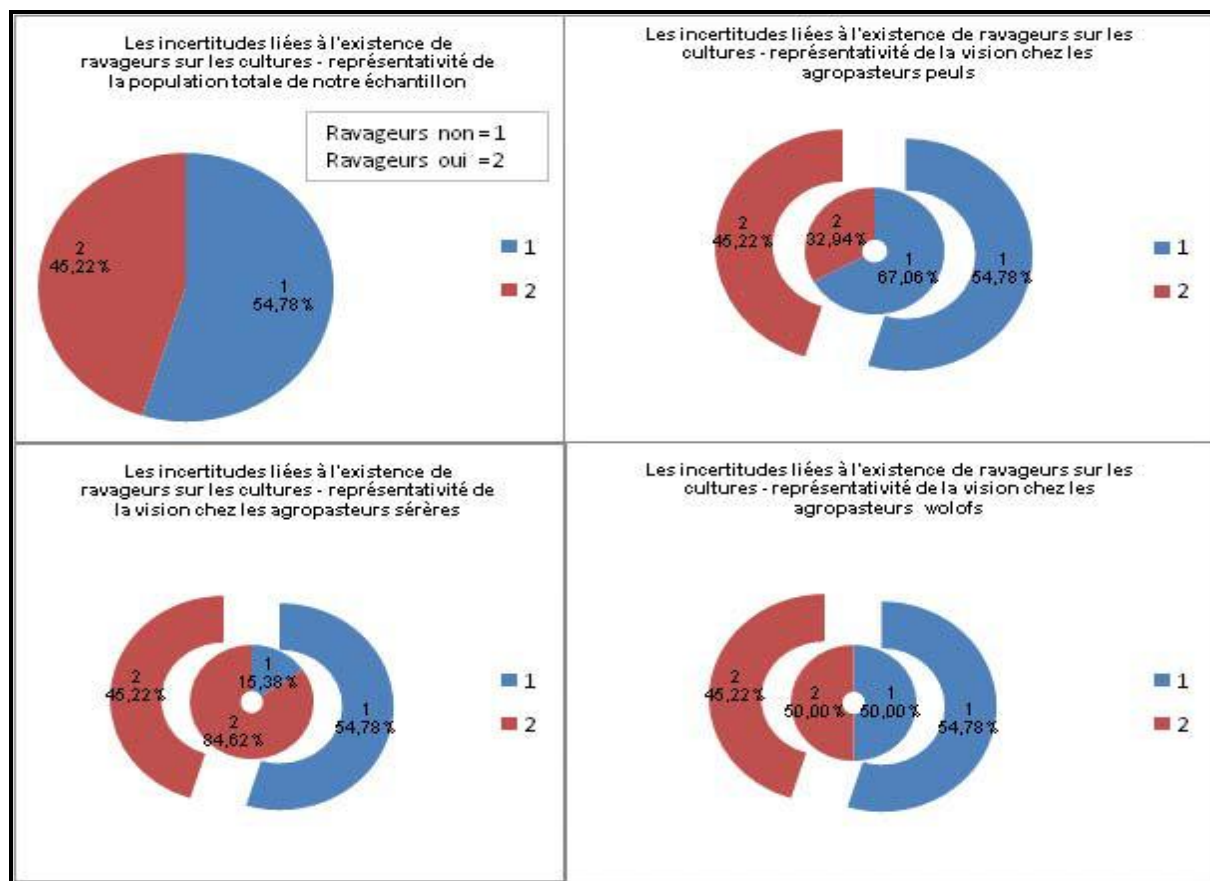 Les incertitudes liées à l'existence de
ravageurs sur les cultures - représentativité de
la population totale de notre échantillon
Ravageurs non = 1
Ravageurs oui = 2
2
45,22%
1
54,78%
1
2
Les incertitudes liées à l'existence de ravageurs sur les
cultures - représentativité de la vision chez les
agropasteurs peuls
2
45,22%
2
32,94%
1
67,06%
1
54,78%
1
2
Les incertitudes liées à l'existence de
ravageurs sur les cultures - représentativité de
la vision chez les agropasteurs sérères
2
45,22%
1
15,38%
2
84,62%
1
54,78%
1
2
Les incertitudes liées à l'existence de ravageurs sur les
cultures - représentativité de la vision chez les
agropasteurs wolofs
2
45,22%
2
50,00%
1
50,00%
1
54,78%
1
2